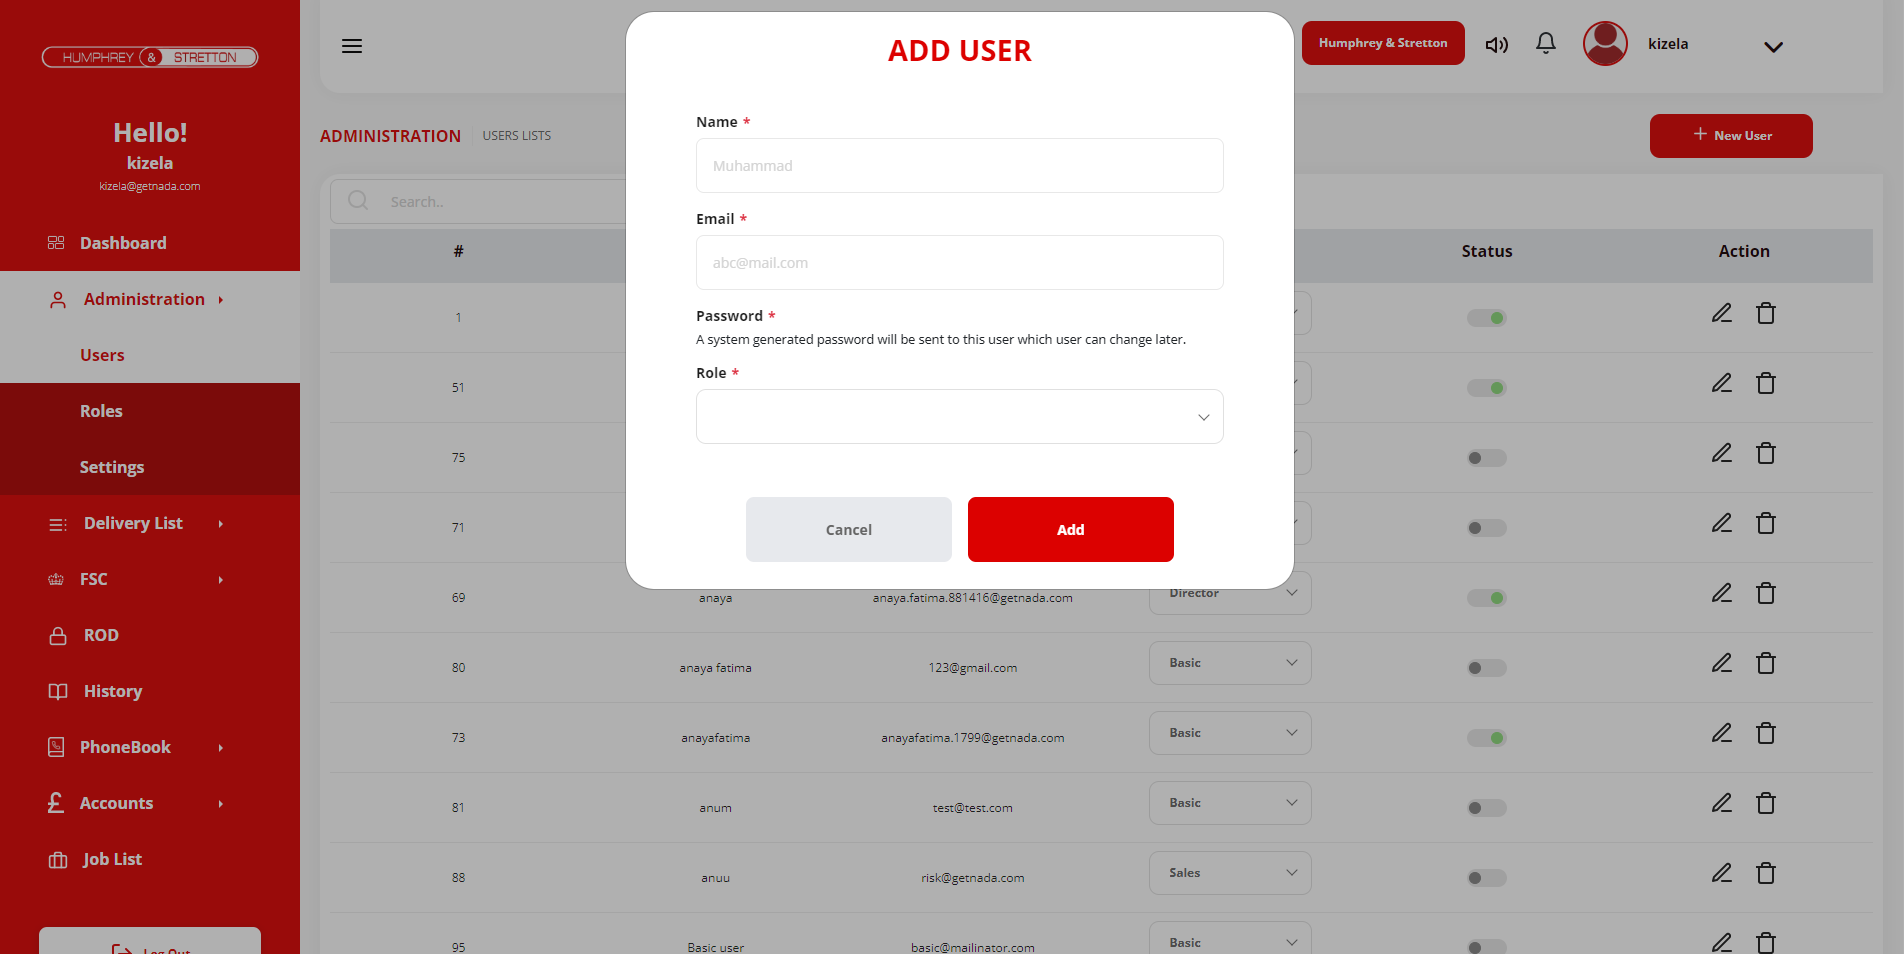 HUMPHREY & STRETTON
Hello!
kizela
kizela@getnada.com
Dashboard
Administration
Users
Roles
Settings
Delivery List
FSC
ROD
History
PhoneBook
Accounts
Job List
Log Out
Humphrey & Stretton
kizela
ADMINISTRATION
USERS LISTS
New User
Search..
# Status Action
1
51
75
71
69 anaya anaya.fatima.881416@getnada.com Director
80 anaya fatima 123@gmail.com Basic
73 anayafatima anayafatima.1799@getnada.com Basic
81 anum test@test.com Basic
88 anuu risk@getnada.com Sales
95 Basic user basic@mailinator.com Basic
ADD USER
Name *
Muhammad
Email *
abc@mail.com
Password *
A system generated password will be sent to this user which user can change later.
Role *
Cancel
Add